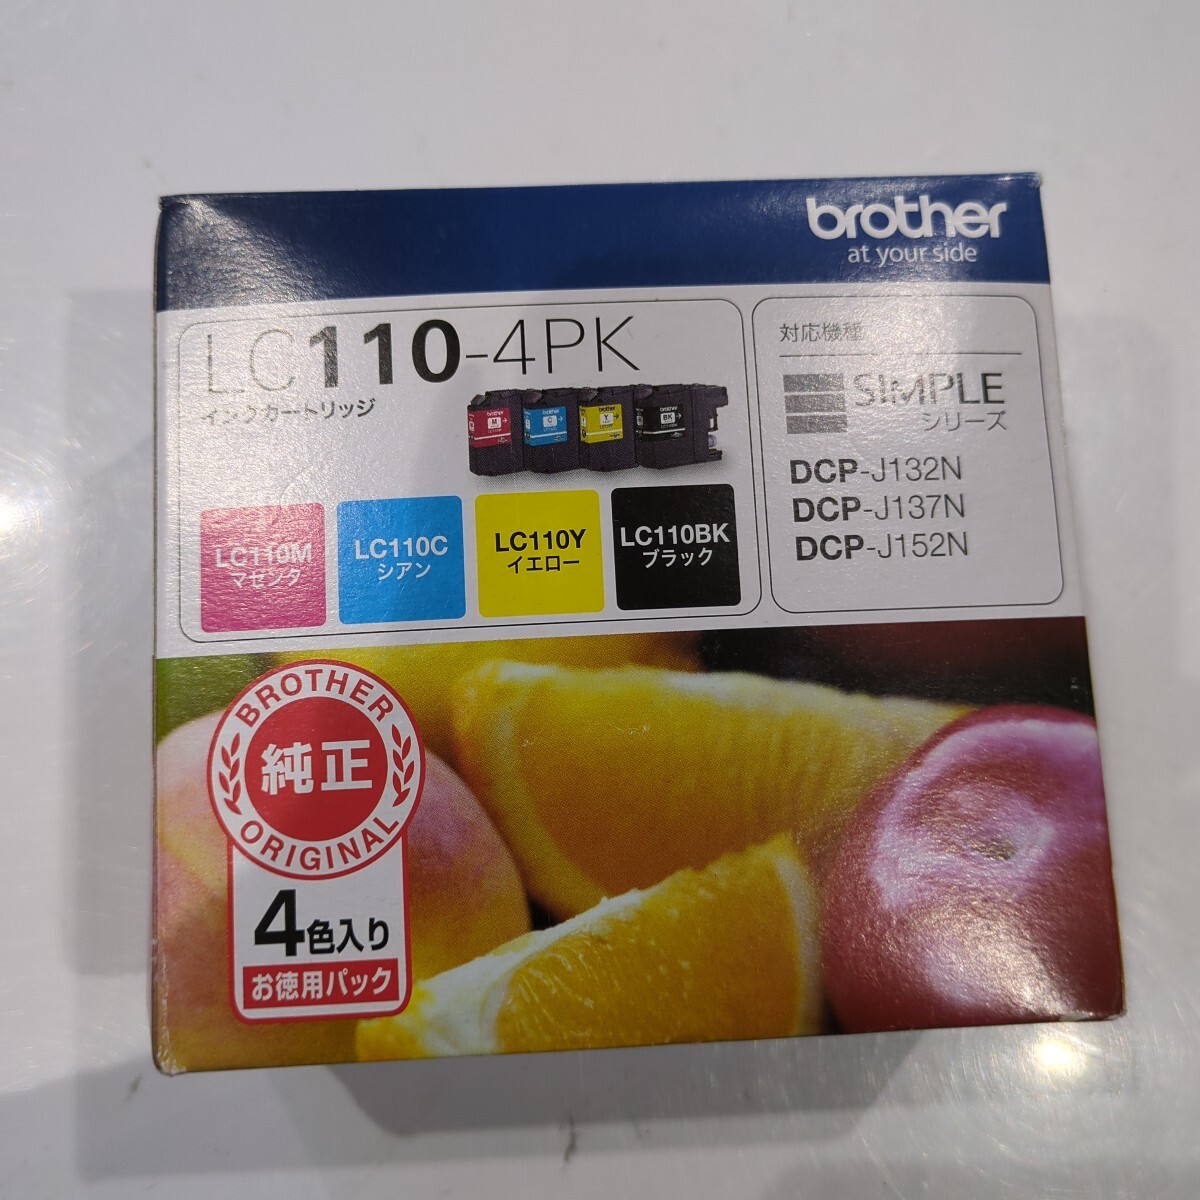 brother
at your side
LC110-4PK
インクカートリッジ
brother
M
C
Y
BK
LC110M
マゼンタ
LC110C
シアン
LC110Y
イエロー
LC110BK
ブラック
対応機種
SIMPLE
シリーズ
DCP-J132N
DCP-J137N
DCP-J152N
BROTHER
純正
ORIGINAL
4色入り
お徳用パック